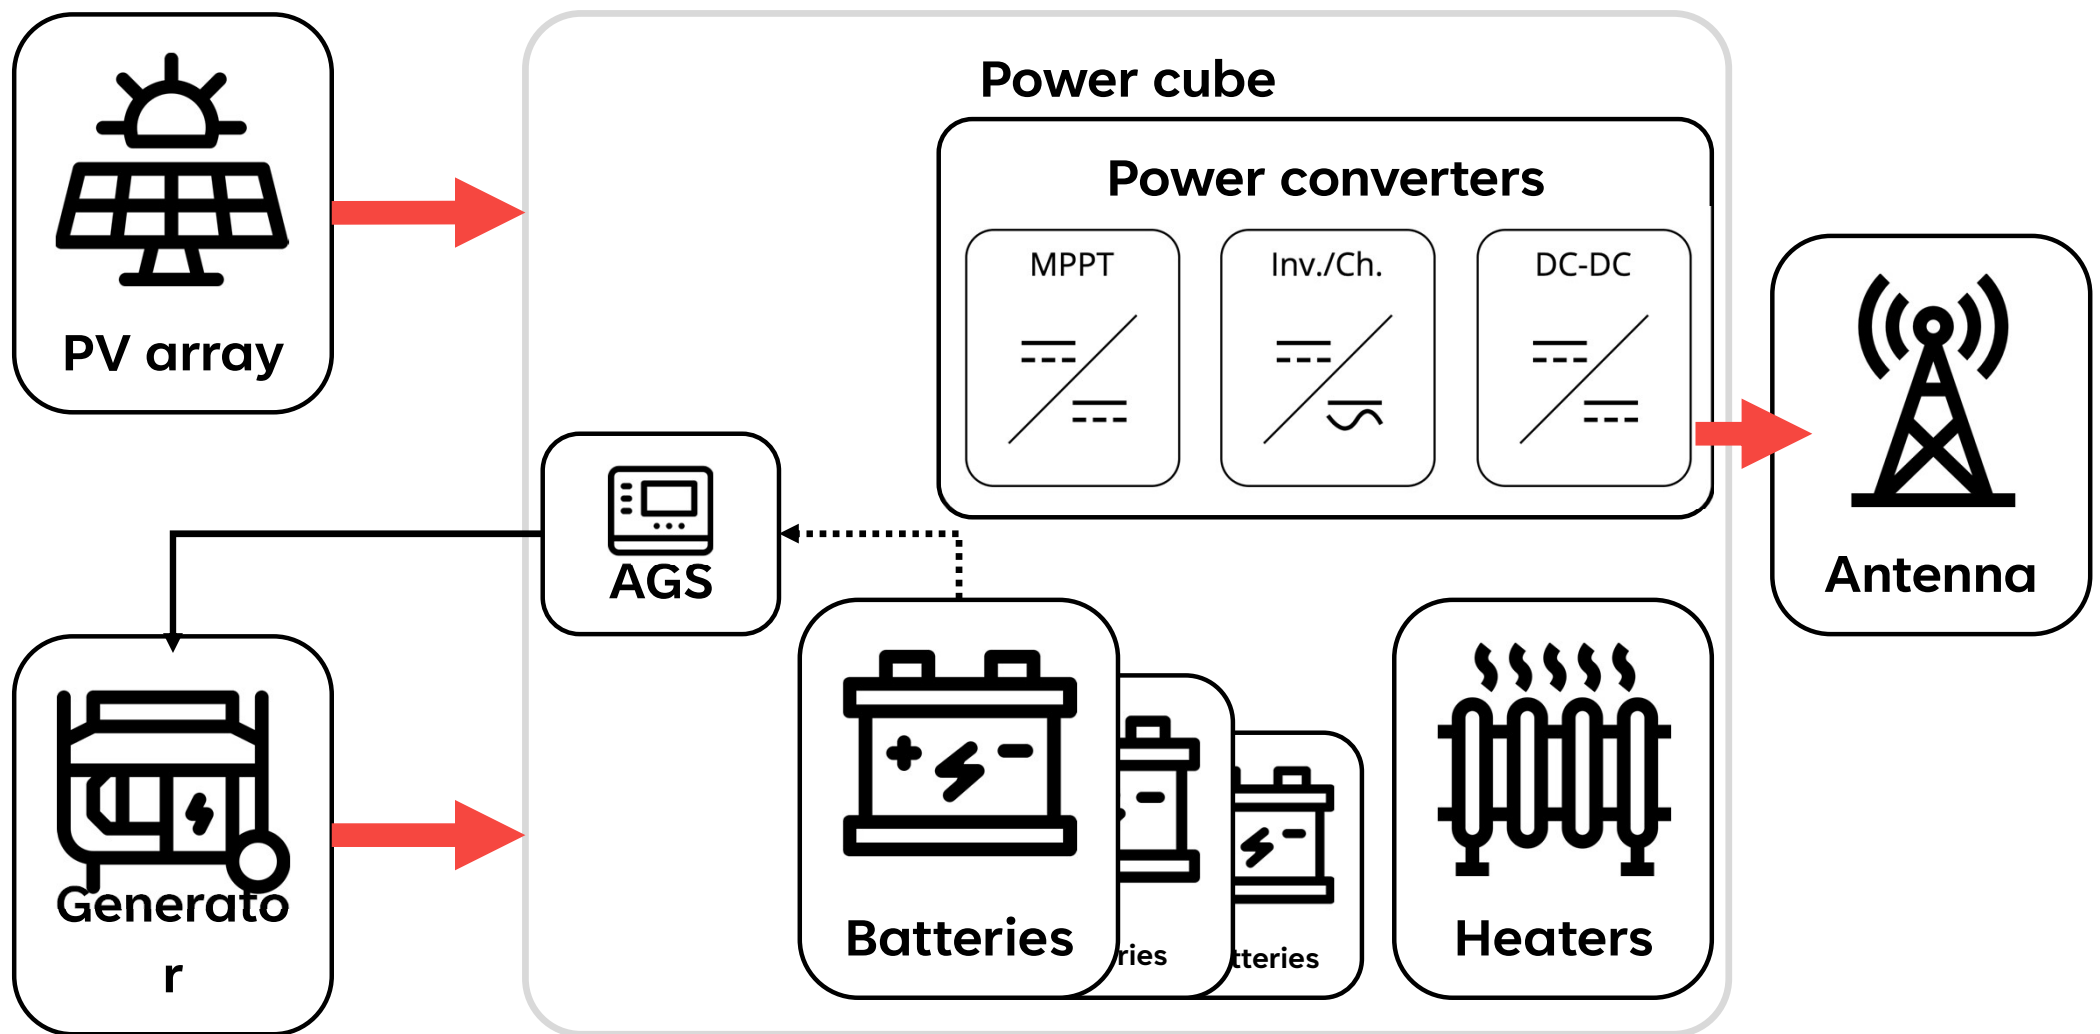 Power cube
Power converters
MPPT
Inv./Ch.
DC-DC
PV array
AGS
Antenna
Generato
r
Batteries
ries
tteries
Heaters